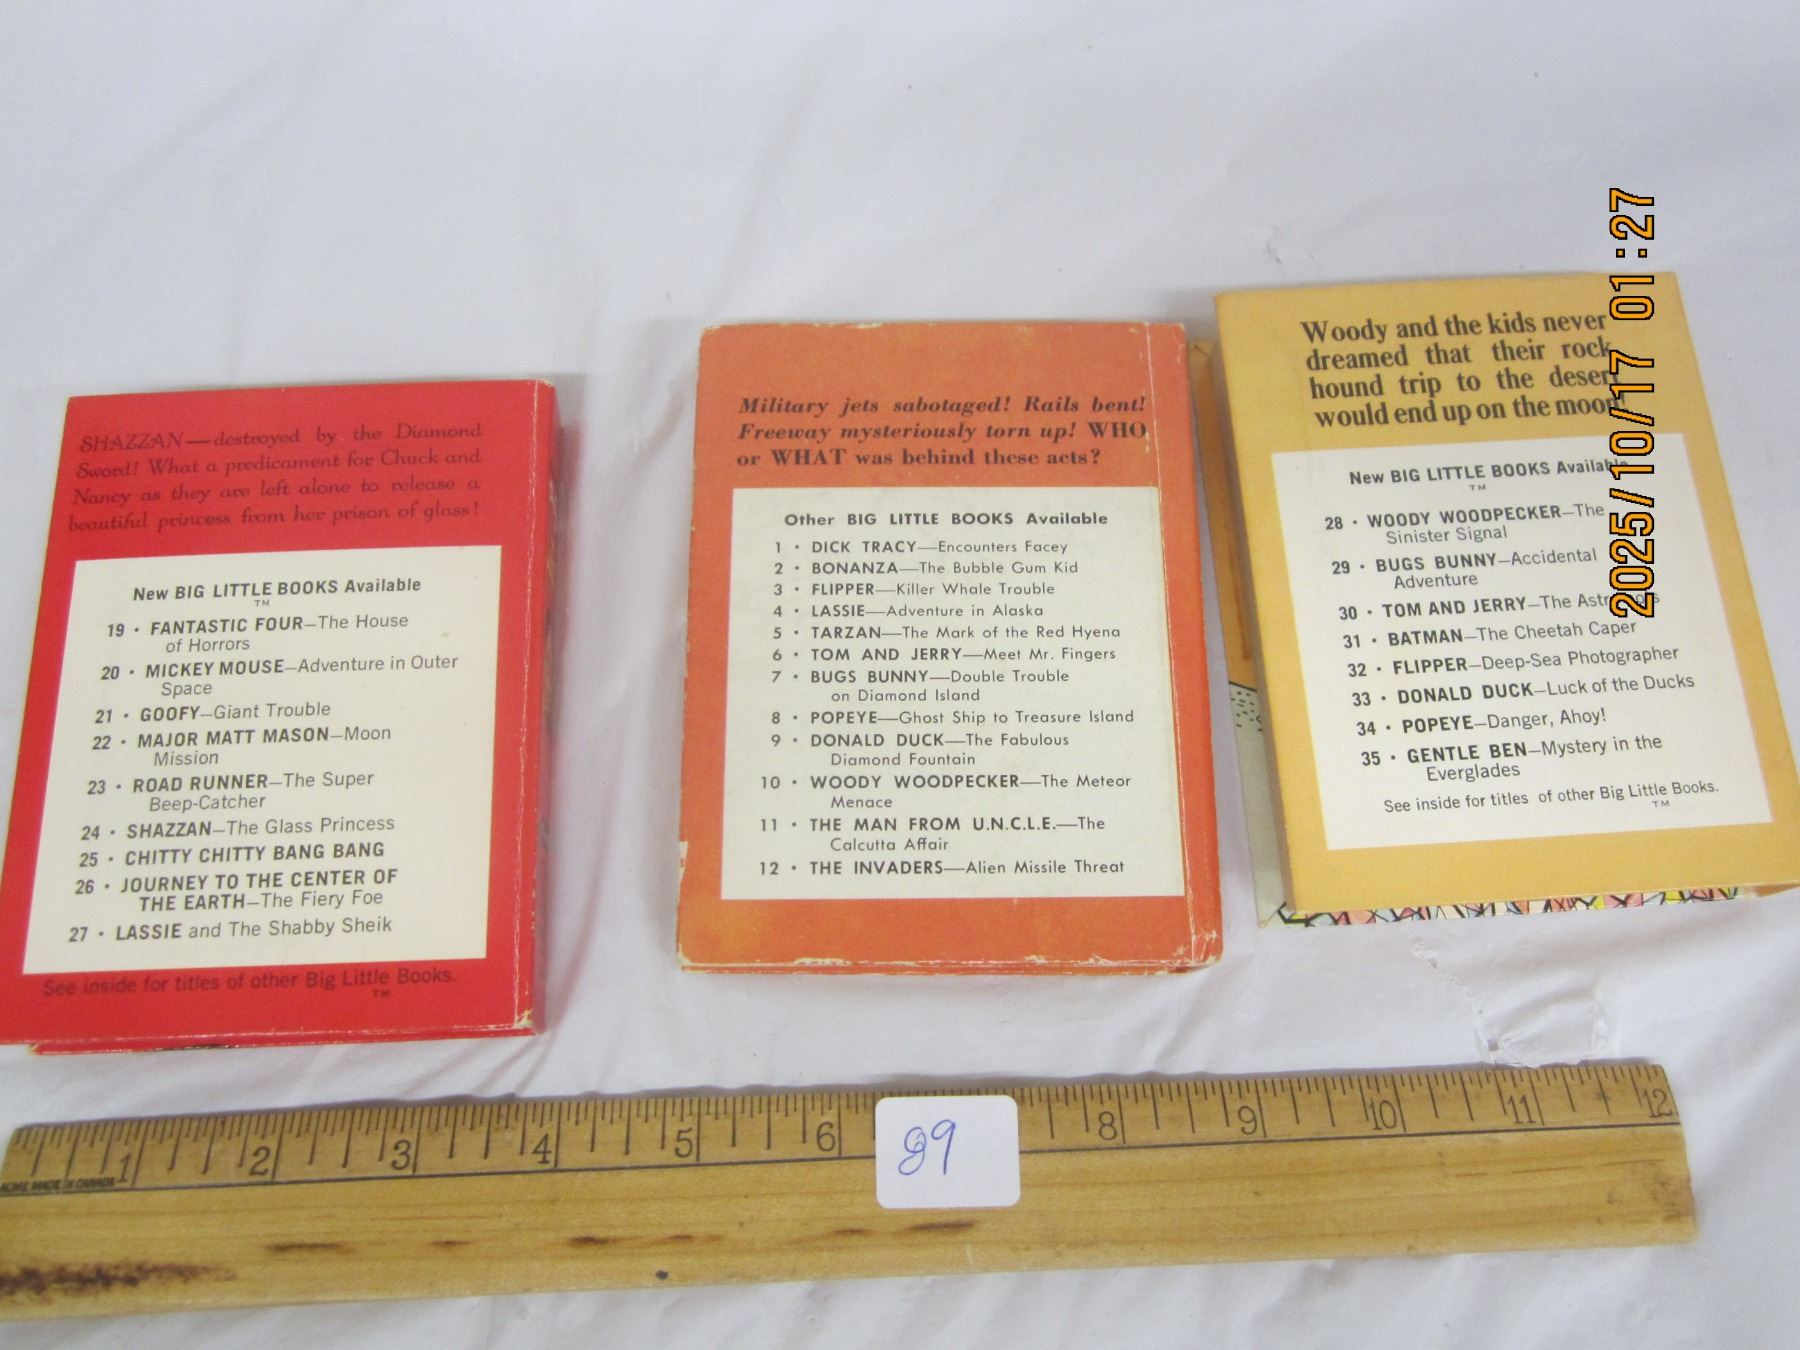 SHAZZAN—destroyed by the Diamond
Sword! What a predicament for Chuck and
Nancy as they are left alone to release a
beautiful princess from her prison of glass!
New BIG LITTLE BOOKS Available
TM
19 • FANTASTIC FOUR—The House
of Horrors
20 • MICKEY MOUSE—Adventure in Outer
Space
21 • GOOFY—Giant Trouble
22 • MAJOR MATT MASON—Moon
Mission
23 • ROAD RUNNER—The Super
Beep-Catcher
24 • SHAZZAN—The Glass Princess
25 • CHITTY CHITTY BANG BANG
26 • JOURNEY TO THE CENTER OF
THE EARTH—The Fiery Foe
27 • LASSIE and The Shabby Sheik
See inside for titles of other Big Little Books.
TM
Military jets sabotaged! Rails bent!
Freeway mysteriously torn up! WHO
or WHAT was behind these acts?
Other BIG LITTLE BOOKS Available
1 • DICK TRACY—Encounters Facey
2 • BONANZA—The Bubble Gum Kid
3 • FLIPPER—Killer Whale Trouble
4 • LASSIE—Adventure in Alaska
5 • TARZAN—The Mark of the Red Hyena
6 • TOM AND JERRY—Meet Mr. Fingers
7 • BUGS BUNNY—Double Trouble
on Diamond Island
8 • POPEYE—Ghost Ship to Treasure Island
9 • DONALD DUCK—The Fabulous
Diamond Fountain
10 • WOODY WOODPECKER—The Meteor
Menace
11 • THE MAN FROM U.N.C.L.E.—The
Calcutta Affair
12 • THE INVADERS—Alien Missile Threat
Woody and the kids never
dreamed that their rock
hound trip to the desert
would end up on the moon!
New BIG LITTLE BOOKS Available
TM
28 • WOODY WOODPECKER—The
Sinister Signal
29 • BUGS BUNNY—Accidental
Adventure
30 • TOM AND JERRY—The
31 • BATMAN—The Cheetah Caper
32 • FLIPPER—Deep-Sea Photographer
33 • DONALD DUCK—Luck of the Ducks
34 • POPEYE—Danger, Ahoy!
35 • GENTLE BEN—Mystery in the
Everglades
See inside for titles of other Big Little Books.
TM
2025/10/17 01:27
1 2 3 4 5 6 8 9 10 11 12
ACME MADE IN CANADA
89